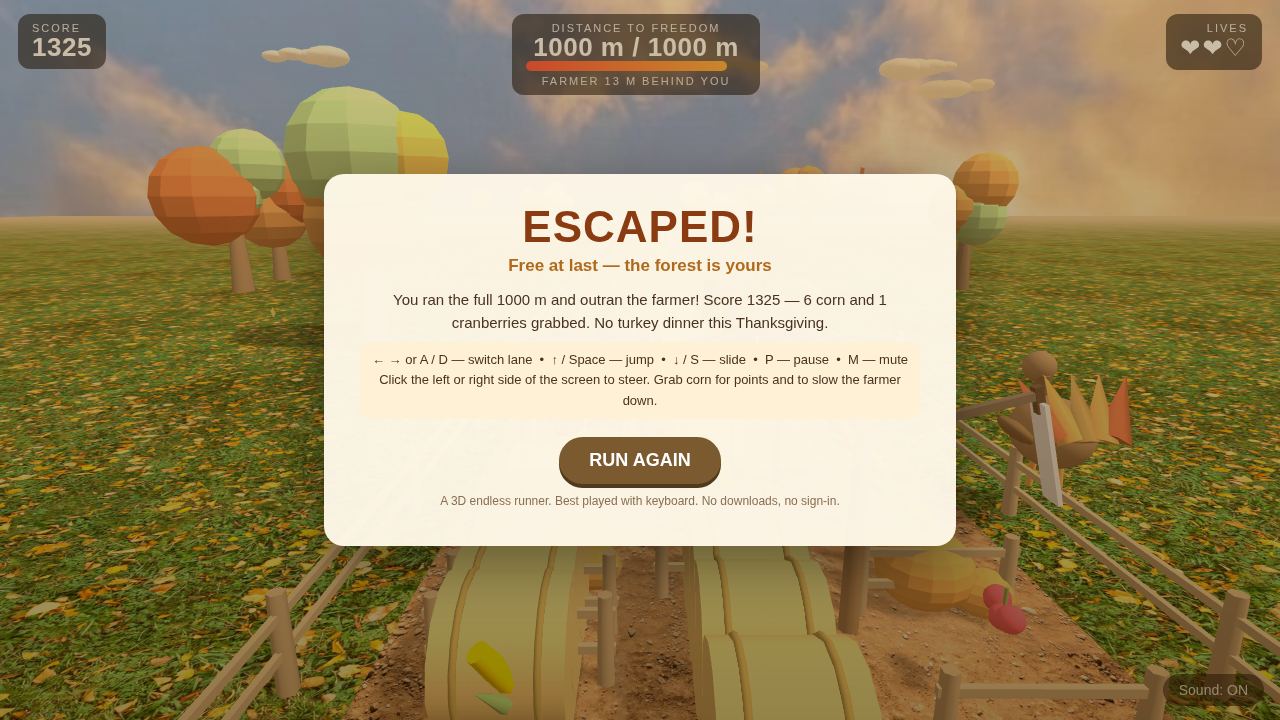 SCORE
1325
DISTANCE TO FREEDOM
1000 m / 1000 m
FARMER 13 M BEHIND YOU
LIVES
❤❤♡
ESCAPED!
Free at last — the forest is yours
You ran the full 1000 m and outran the farmer! Score 1325 — 6 corn and 1
cranberries grabbed. No turkey dinner this Thanksgiving.
← → or A / D — switch lane • ↑ / Space — jump • ↓ / S — slide • P — pause • M — mute
Click the left or right side of the screen to steer. Grab corn for points and to slow the farmer
down.
RUN AGAIN
A 3D endless runner. Best played with keyboard. No downloads, no sign-in.
Sound: ON